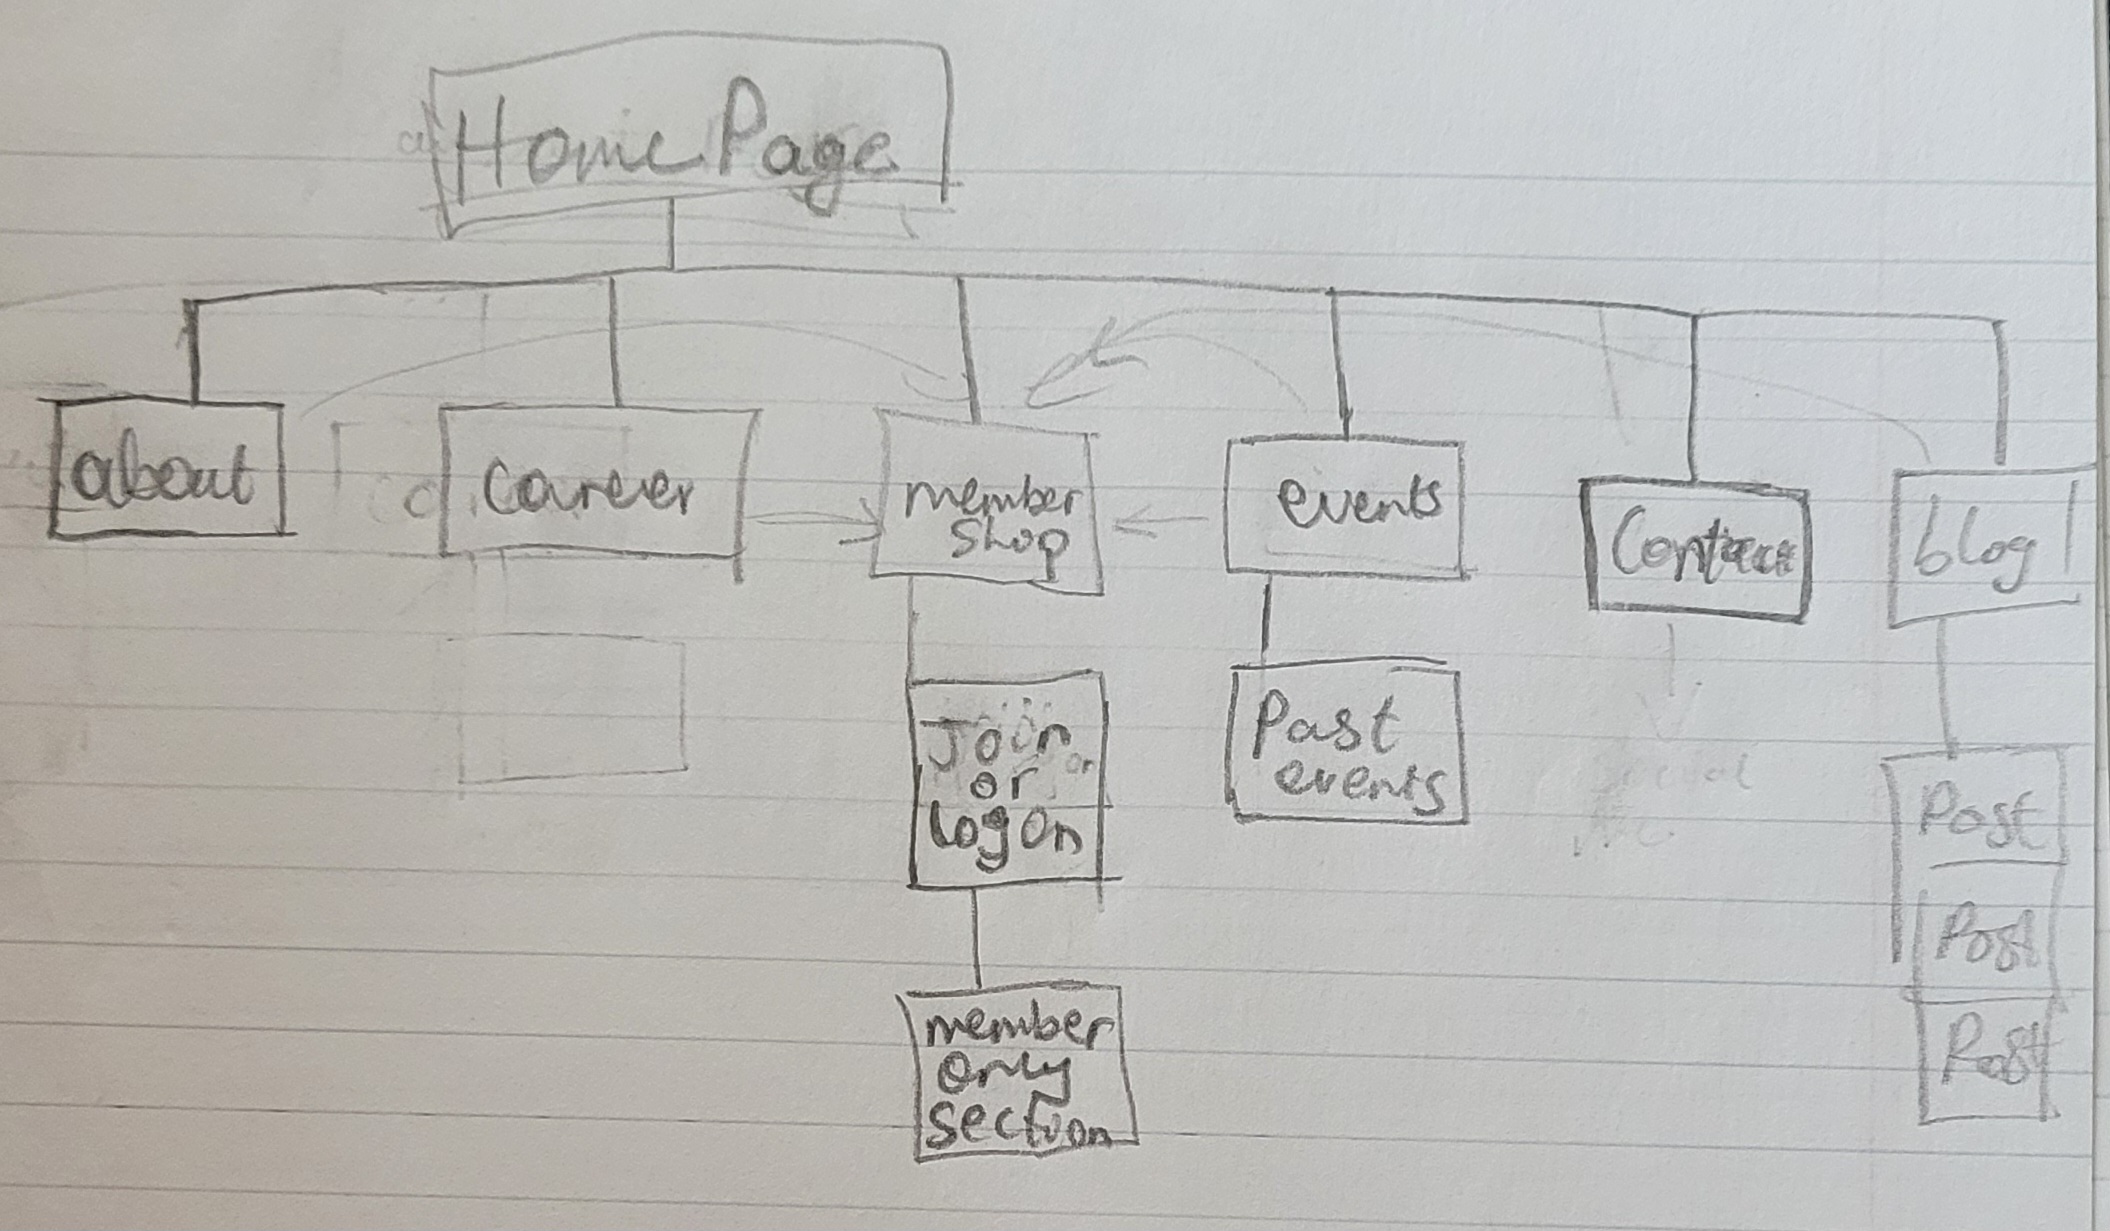 Home Page
about
career
member
Shop
events
Contact
blog
Join
or
log on
Past
events
Post
Post
Post
member
only
section